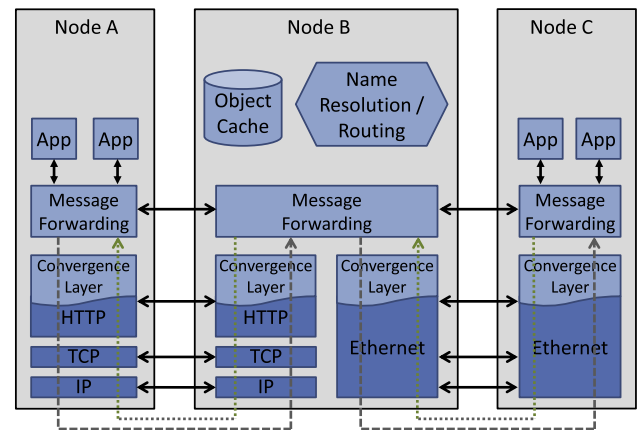 Node A
Node B
Node C
Object
Cache
Name
Resolution /
Routing
App
App
App
App
Message
Forwarding
Message
Forwarding
Message
Forwarding
Convergence
Layer
HTTP
Convergence
Layer
HTTP
Convergence
Layer
Ethernet
Convergence
Layer
Ethernet
TCP
TCP
IP
IP